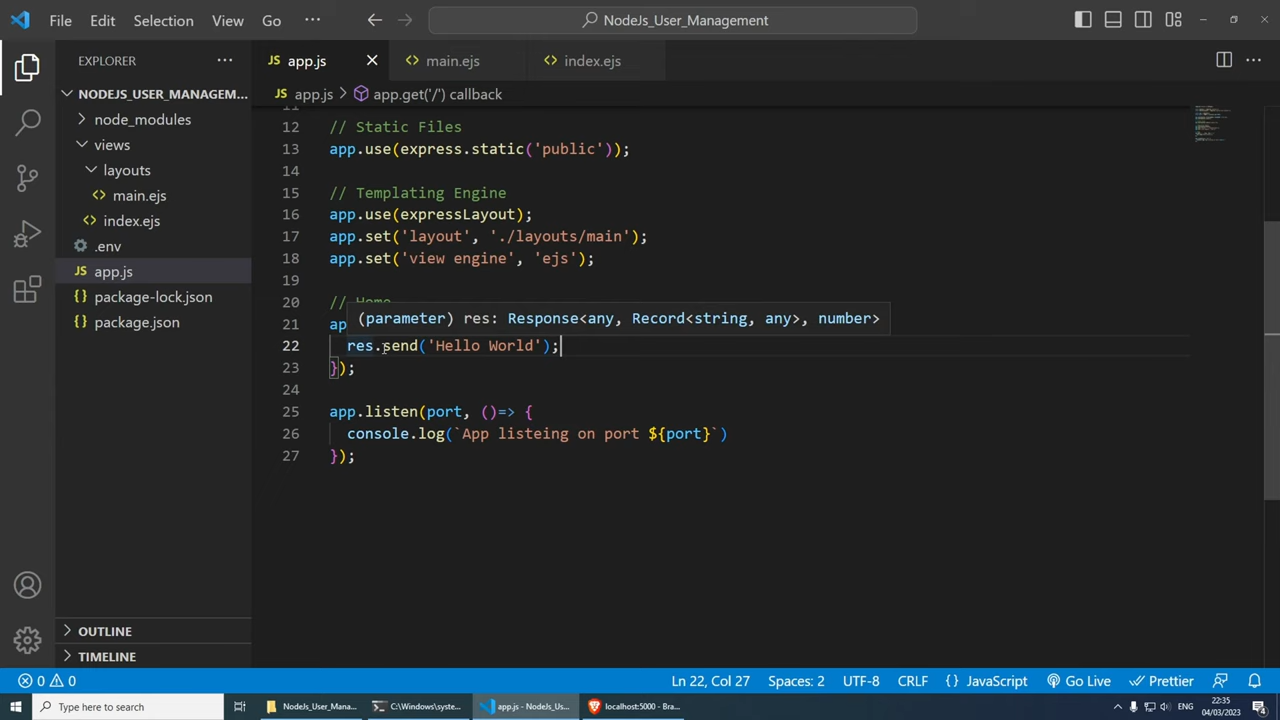 File Edit Selection View Go ··· NodeJs_User_Management
EXPLORER ···
NODEJS_USER_MANAGEM...
node_modules
views
layouts
main.ejs
index.ejs
.env
JS app.js
{} package-lock.json
{} package.json
OUTLINE
TIMELINE
JS app.js main.ejs index.ejs
JS app.js > app.get('/') callback
11
12 // Static Files
13 app.use(express.static('public'));
14
15 // Templating Engine
16 app.use(expressLayout);
17 app.set('layout', './layouts/main');
18 app.set('view engine', 'ejs');
19
20 // Home
(parameter) res: Response<any, Record<string, any>, number>
21 ap
22 res.send('Hello World');
23 });
24
25 app.listen(port, ()=> {
26 console.log(`App listeing on port ${port}`)
27 });
0 0 Ln 22, Col 27 Spaces: 2 UTF-8 CRLF {} JavaScript Go Live Prettier
Type here to search NodeJs_User_Mana... C:\Windows\syste... app.js - NodeJs_Us... localhost:5000 - Bra... ENG 22:35
04/03/2023